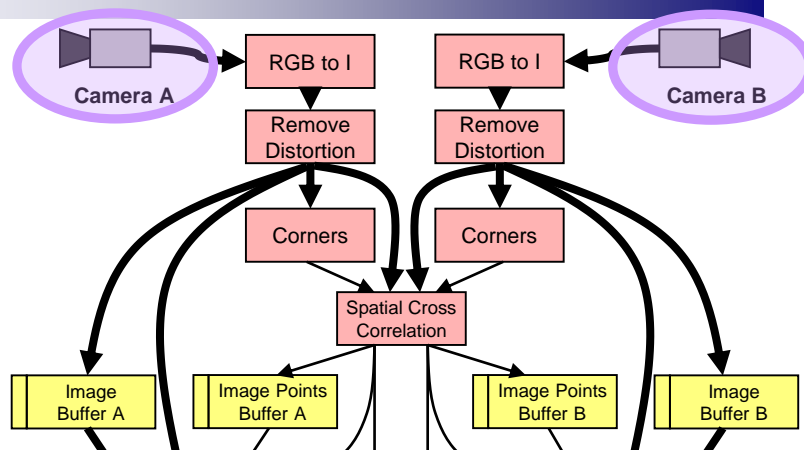 RGB to I
RGB to I
Camera A
Camera B
Remove
Distortion
Remove
Distortion
Corners
Corners
Spatial Cross
Correlation
Image
Buffer A
Image Points
Buffer A
Image Points
Buffer B
Image
Buffer B